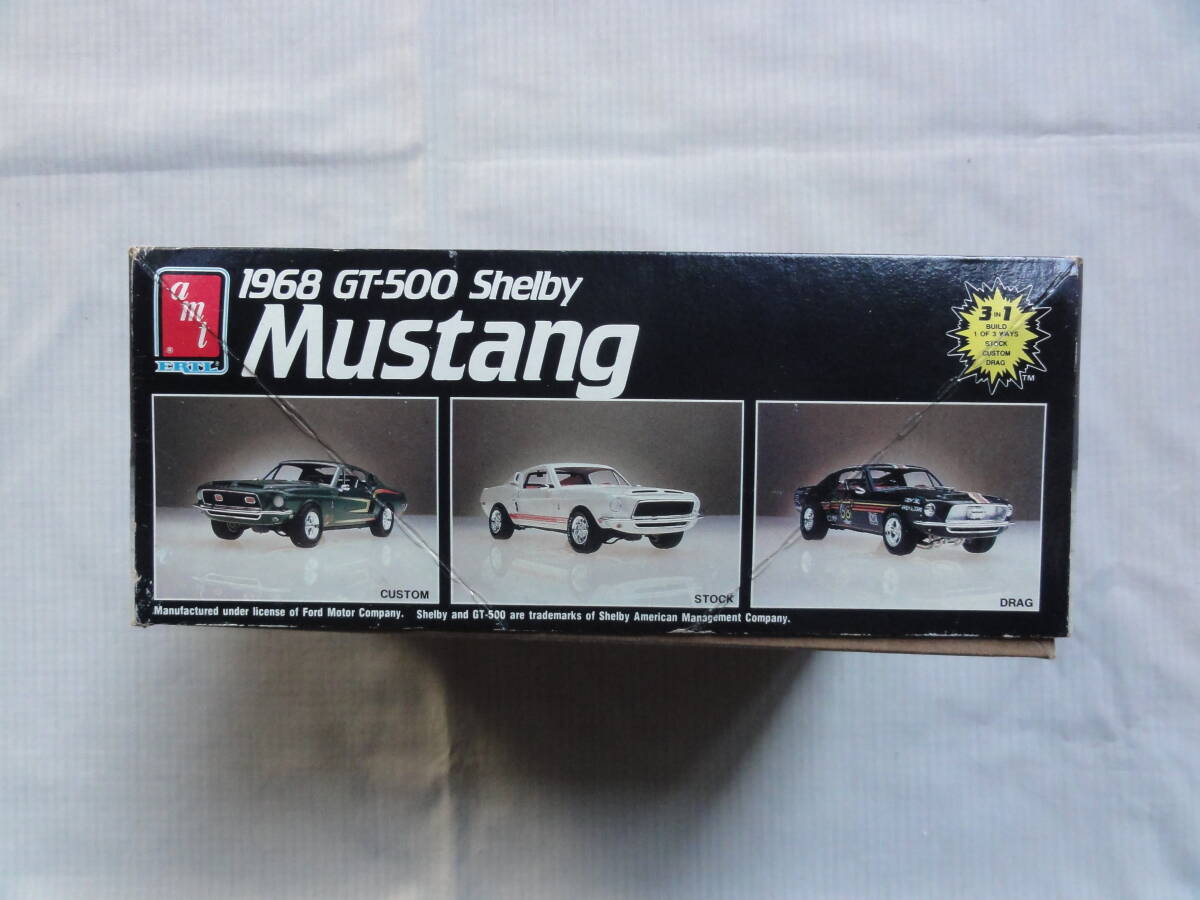 amt
®
ERTL®
1968 GT-500 Shelby
Mustang
3 IN 1
BUILD
1 OF 3 WAYS
STOCK
CUSTOM
DRAG
TM
CUSTOM
STOCK
DRAG
Manufactured under license of Ford Motor Company. Shelby and GT-500 are trademarks of Shelby American Management Company.